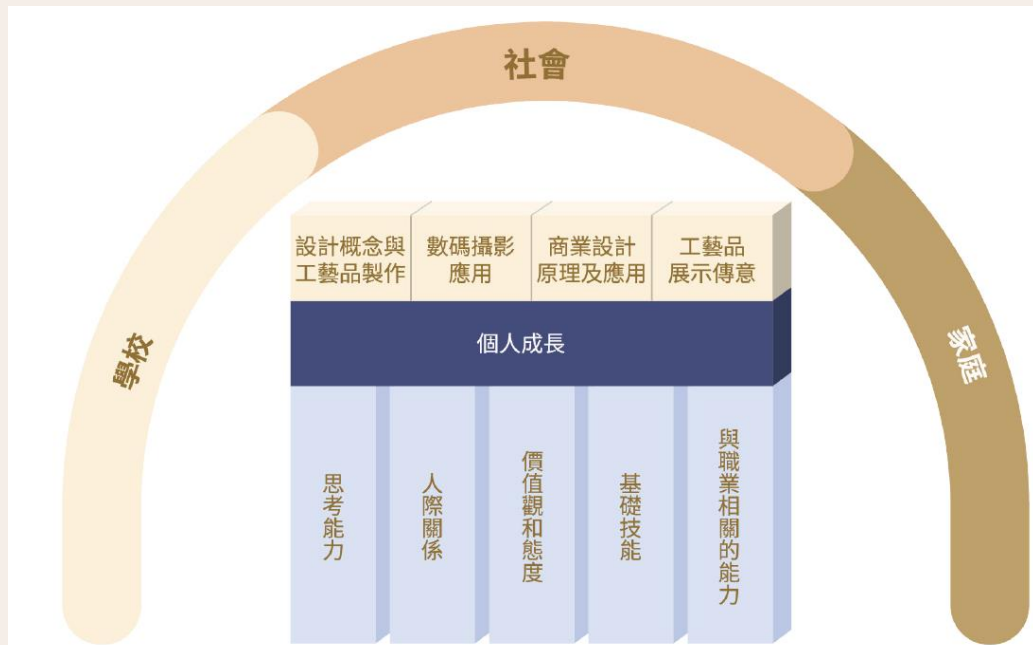 社會
學校
家庭
設計概念與
工藝品製作
數碼攝影
應用
商業設計
原理及應用
工藝品
展示傳意
個人成長
思考能力
人際關係
價值觀和態度
基礎技能
與職業相關的能力